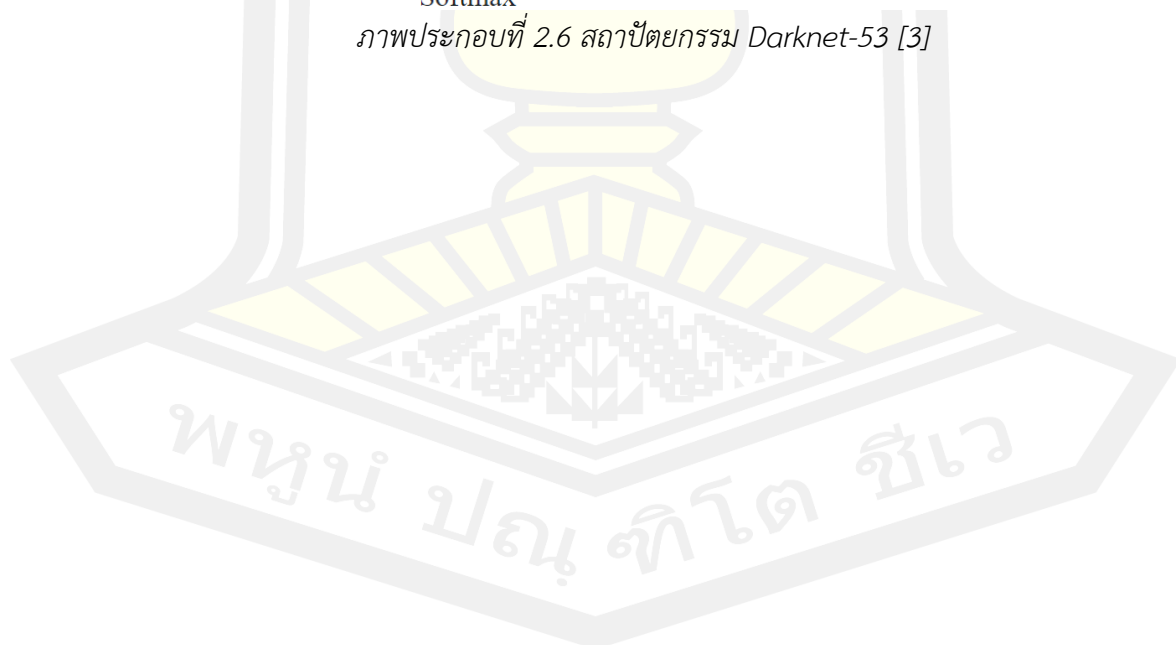 Softmax
ภาพประกอบที่ 2.6 สถาปัตยกรรม Darknet-53 [3]
พหูนํ ปณฺ ฑิโต ชีเว